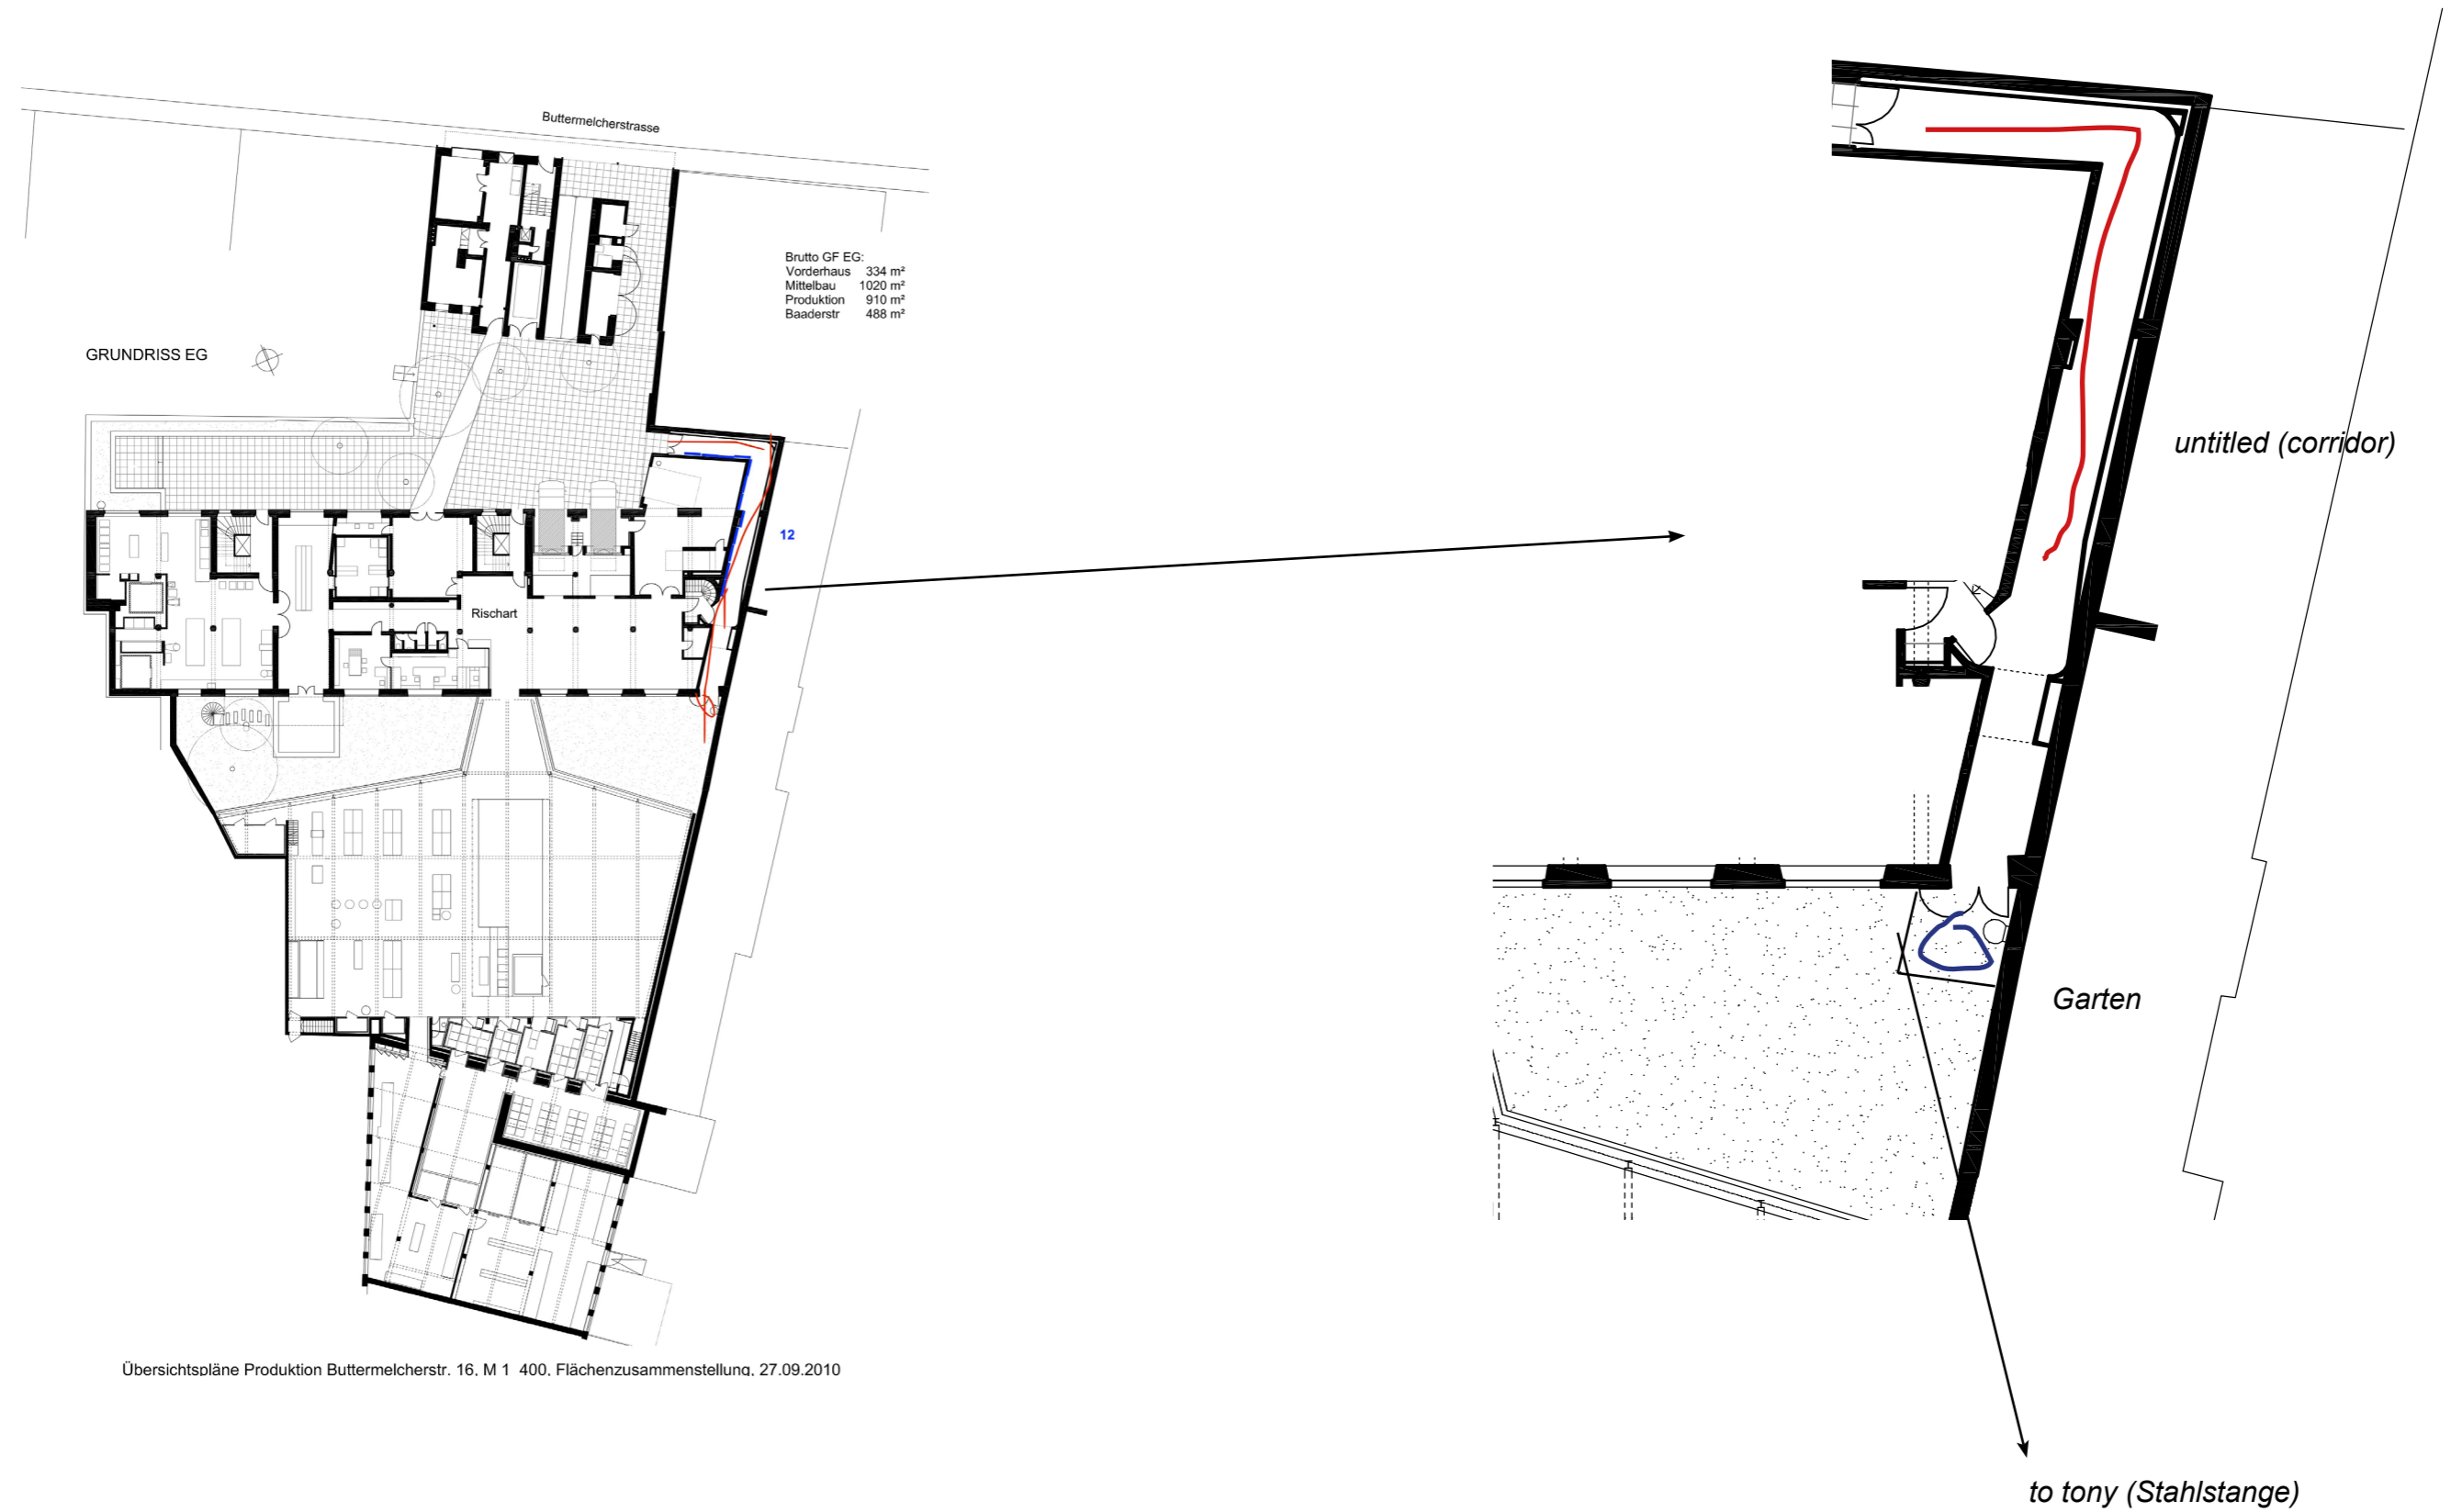 Buttermelcherstrasse
Brutto GF EG:
Vorderhaus 334 m²
Mittelbau 1020 m²
Produktion 910 m²
Baaderstr 488 m²
GRUNDRISS EG
untitled (corridor)
12
Rischart
Garten
Übersichtspläne Produktion Buttermelcherstr. 16, M 1 400, Flächenzusammenstellung, 27.09.2010
to tony (Stahlstange)